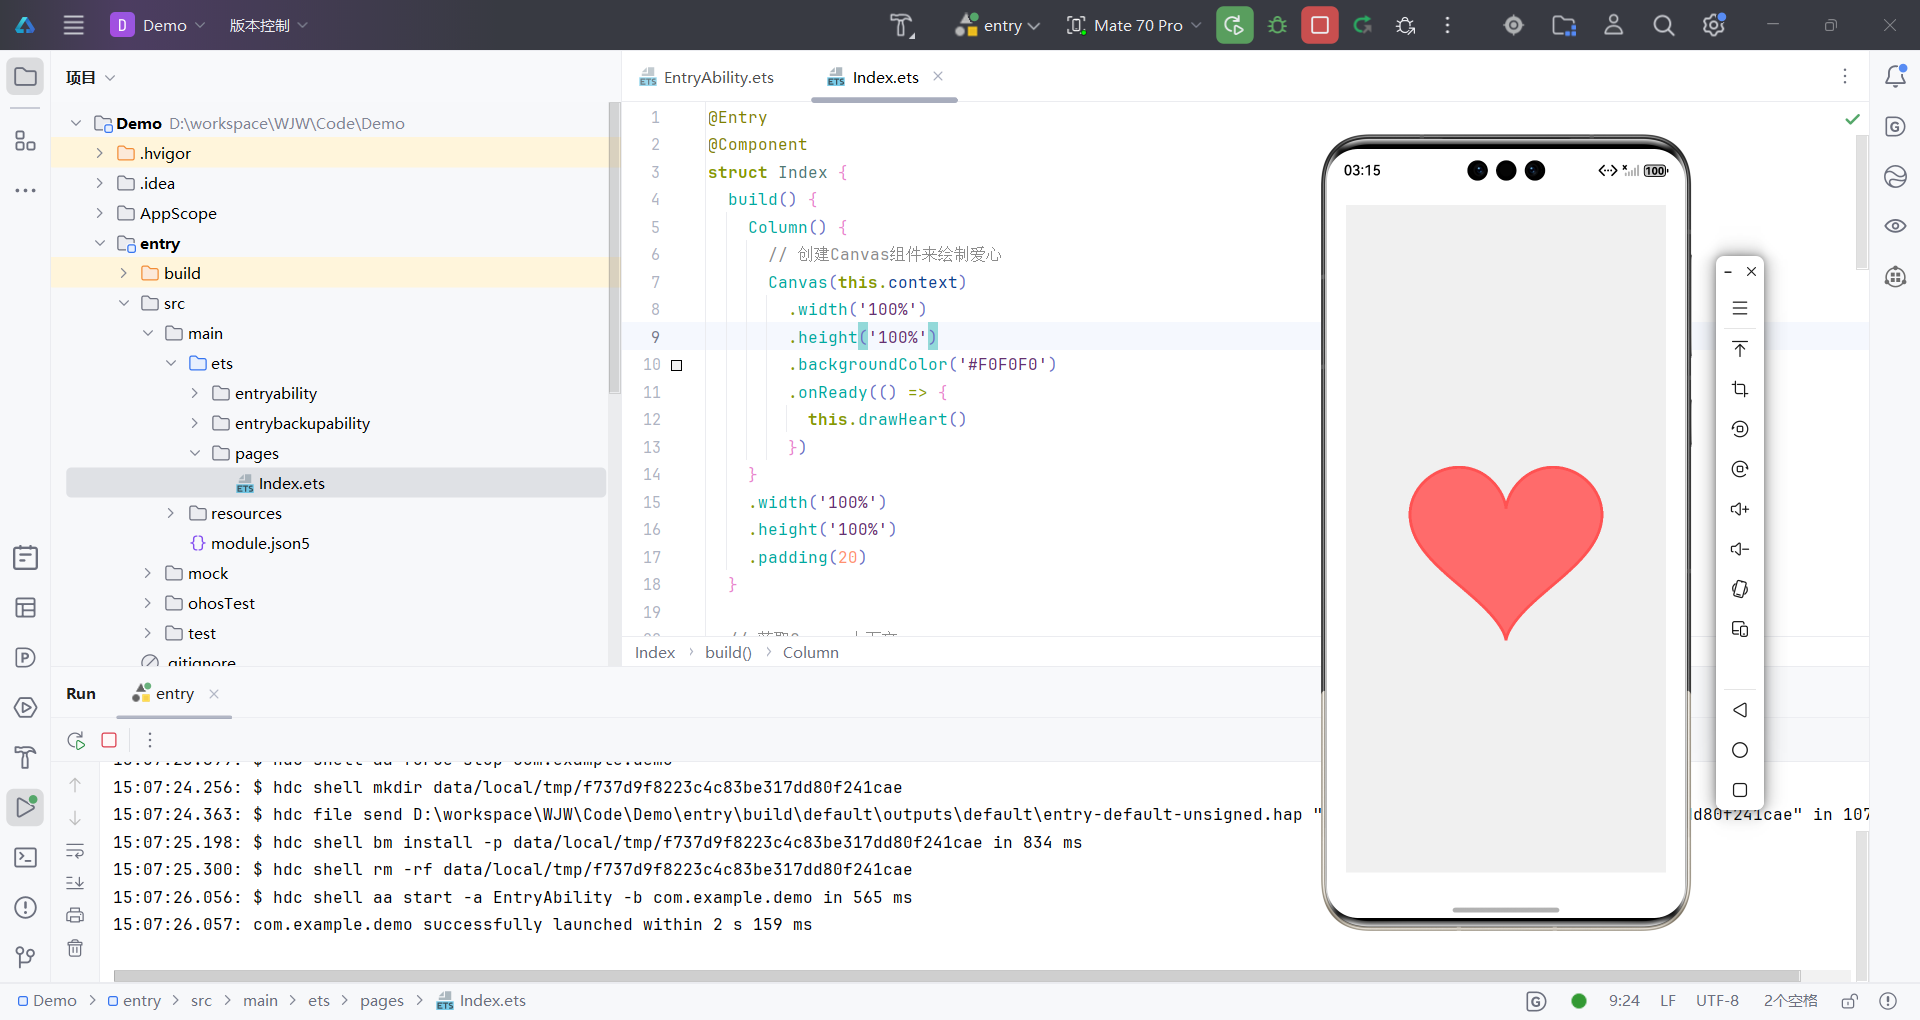 D Demo 版本控制 entry Mate 70 Pro
项目
EntryAbility.ets Index.ets
Demo D:\workspace\WJW\Code\Demo
.hvigor
.idea
AppScope
entry
build
src
main
ets
entryability
entrybackupability
pages
Index.ets
resources
module.json5
mock
ohosTest
test
.gitignore
1 @Entry
2 @Component
3 struct Index {
4 build() {
5 Column() {
6 // 创建Canvas组件来绘制爱心
7 Canvas(this.context)
8 .width('100%')
9 .height('100%')
10 .backgroundColor('#F0F0F0')
11 .onReady(() => {
12 this.drawHeart()
13 })
14 }
15 .width('100%')
16 .height('100%')
17 .padding(20)
18 }
19
Index › build() › Column
03:15 100
Run entry
15:07:24.256: $ hdc shell mkdir data/local/tmp/f737d9f8223c4c83be317dd80f241cae
15:07:24.363: $ hdc file send D:\workspace\WJW\Code\Demo\entry\build\default\outputs\default\entry-default-unsigned.hap " dd80f241cae" in 107
15:07:25.198: $ hdc shell bm install -p data/local/tmp/f737d9f8223c4c83be317dd80f241cae in 834 ms
15:07:25.300: $ hdc shell rm -rf data/local/tmp/f737d9f8223c4c83be317dd80f241cae
15:07:26.056: $ hdc shell aa start -a EntryAbility -b com.example.demo in 565 ms
15:07:26.057: com.example.demo successfully launched within 2 s 159 ms
Demo › entry › src › main › ets › pages › Index.ets 9:24 LF UTF-8 2个空格